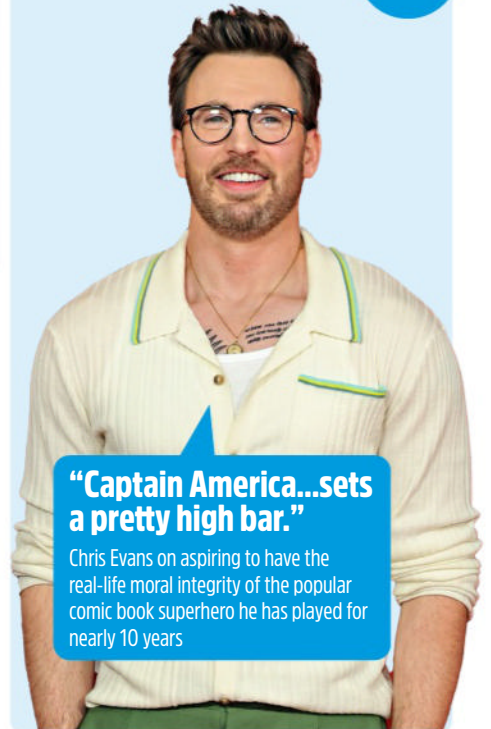 “Captain America...sets
a pretty high bar.”
Chris Evans on aspiring to have the
real-life moral integrity of the popular
comic book superhero he has played for
nearly 10 years